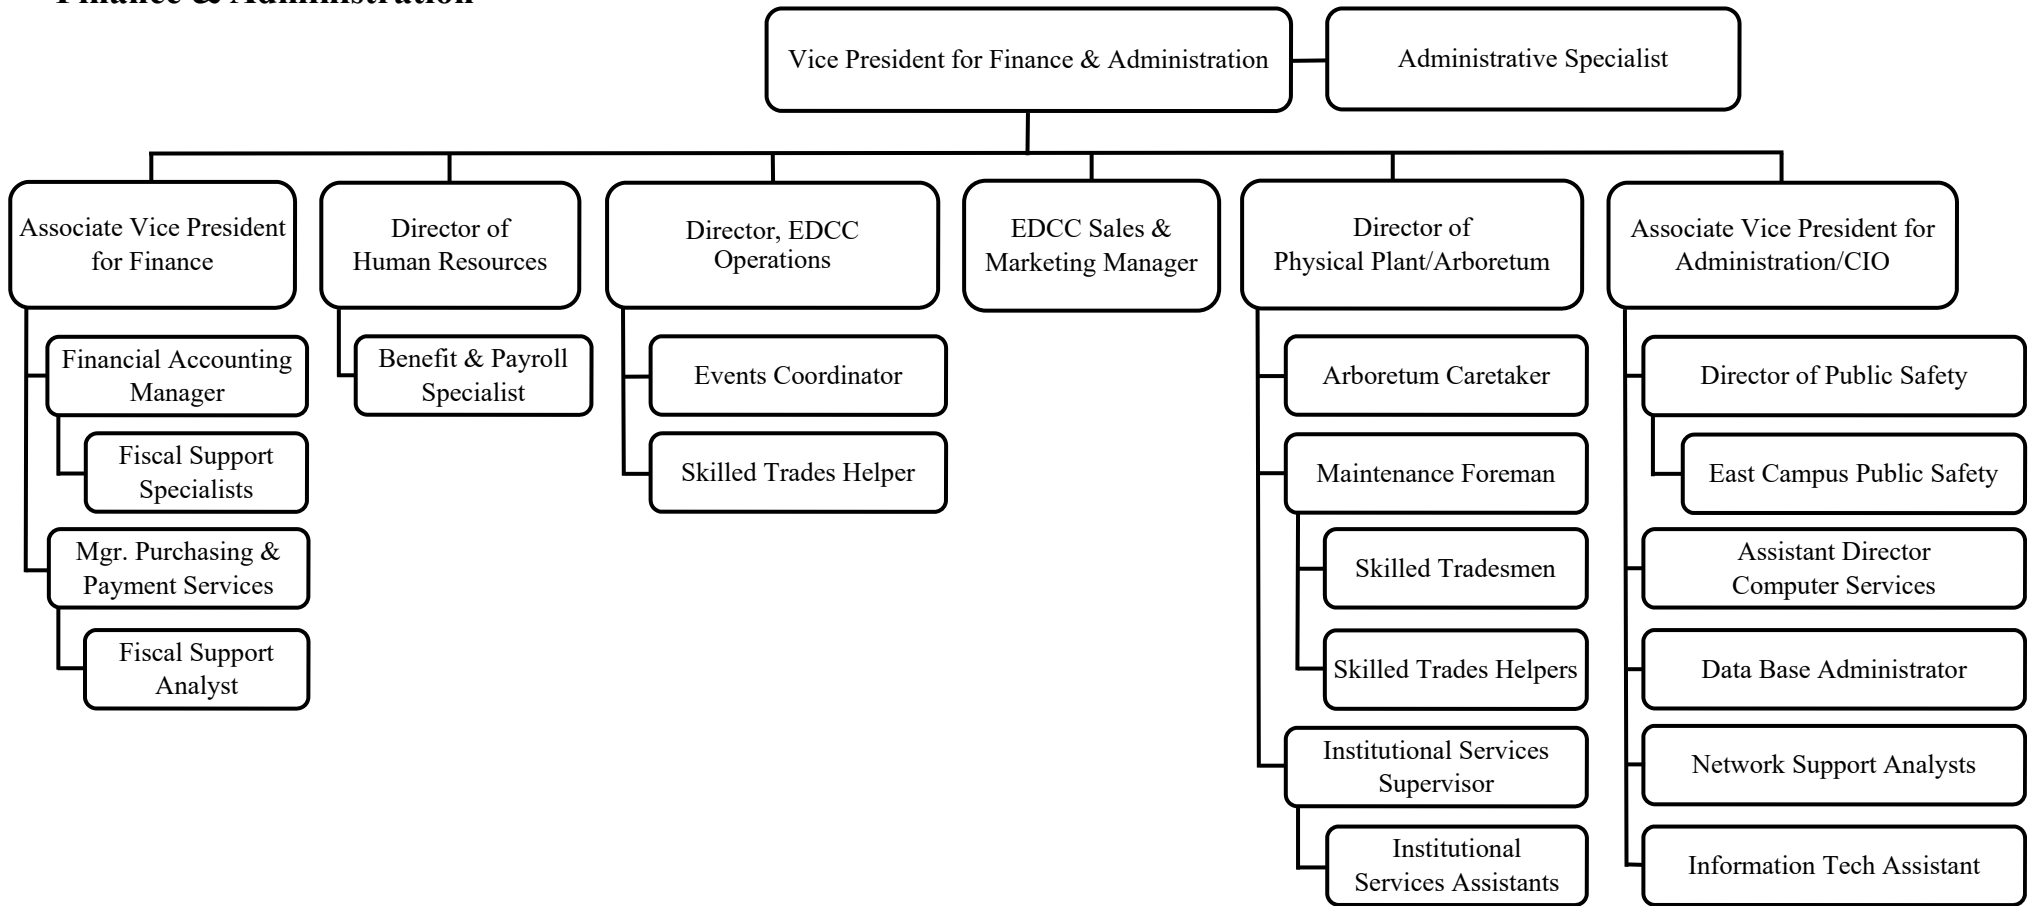 Finance & Administration
Vice President for Finance & Administration
Administrative Specialist
Associate Vice President
for Finance
Director of
Human Resources
Director, EDCC
Operations
EDCC Sales &
Marketing Manager
Director of
Physical Plant/Arboretum
Associate Vice President for
Administration/CIO
Financial Accounting
Manager
Fiscal Support
Specialists
Mgr. Purchasing &
Payment Services
Fiscal Support
Analyst
Benefit & Payroll
Specialist
Events Coordinator
Skilled Trades Helper
Arboretum Caretaker
Maintenance Foreman
Skilled Tradesmen
Skilled Trades Helpers
Institutional Services
Supervisor
Institutional
Services Assistants
Director of Public Safety
East Campus Public Safety
Assistant Director
Computer Services
Data Base Administrator
Network Support Analysts
Information Tech Assistant